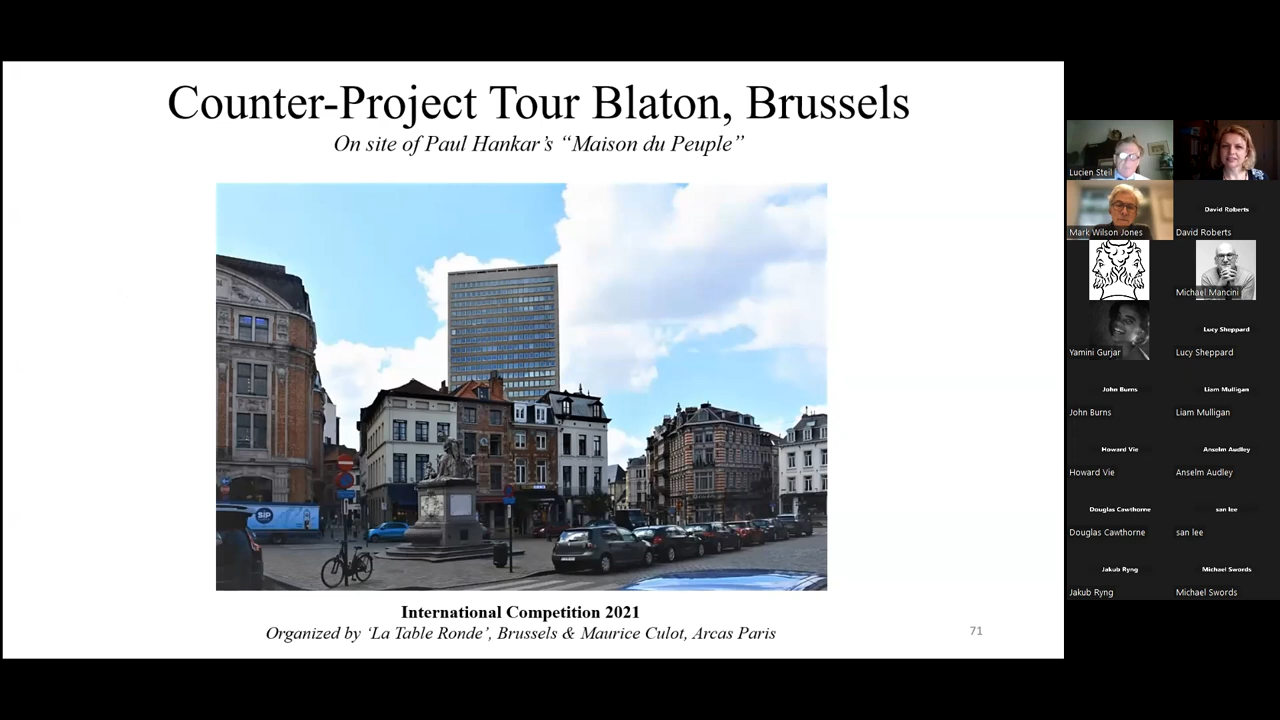 Counter-Project Tour Blaton, Brussels
On site of Paul Hankar’s “Maison du Peuple”
SiP
International Competition 2021
Organized by ‘La Table Ronde’, Brussels & Maurice Culot, Arcas Paris
71
Lucien Steil
Mark Wilson Jones
David Roberts
David Roberts
Michael Mancini
Yamini Gurjar
Lucy Sheppard
Lucy Sheppard
John Burns
John Burns
Liam Mulligan
Liam Mulligan
Howard Vie
Howard Vie
Anselm Audley
Anselm Audley
Douglas Cawthorne
Douglas Cawthorne
san lee
san lee
Jakub Ryng
Jakub Ryng
Michael Swords
Michael Swords